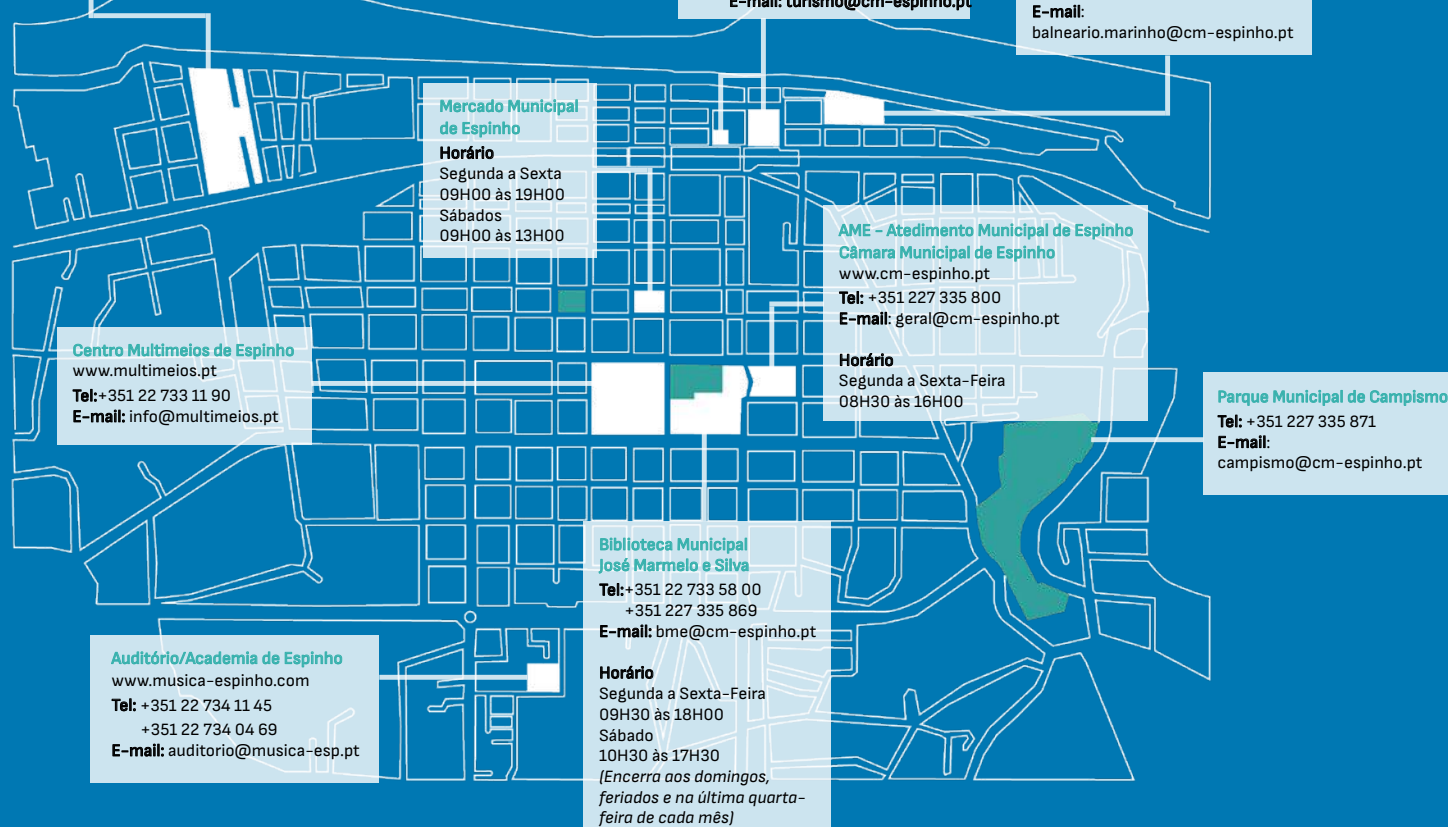 E-mail: turismo@cm-espinho.pt
E-mail:
balneario.marinho@cm-espinho.pt
Mercado Municipal
de Espinho
Horário
Segunda a Sexta
09H00 às 19H00
Sábados
09H00 às 13H00
AME - Atedimento Municipal de Espinho
Câmara Municipal de Espinho
www.cm-espinho.pt
Tel: +351 227 335 800
E-mail: geral@cm-espinho.pt
Horário
Segunda a Sexta-Feira
08H30 às 16H00
Centro Multimeios de Espinho
www.multimeios.pt
Tel:+351 22 733 11 90
E-mail: info@multimeios.pt
Parque Municipal de Campismo
Tel: +351 227 335 871
E-mail:
campismo@cm-espinho.pt
Biblioteca Municipal
José Marmelo e Silva
Tel:+351 22 733 58 00
+351 227 335 869
E-mail: bme@cm-espinho.pt
Horário
Segunda a Sexta-Feira
09H30 às 18H00
Sábado
10H30 às 17H30
(Encerra aos domingos,
feriados e na última quarta-
feira de cada mês)
Auditório/Academia de Espinho
www.musica-espinho.com
Tel: +351 22 734 11 45
+351 22 734 04 69
E-mail: auditorio@musica-esp.pt